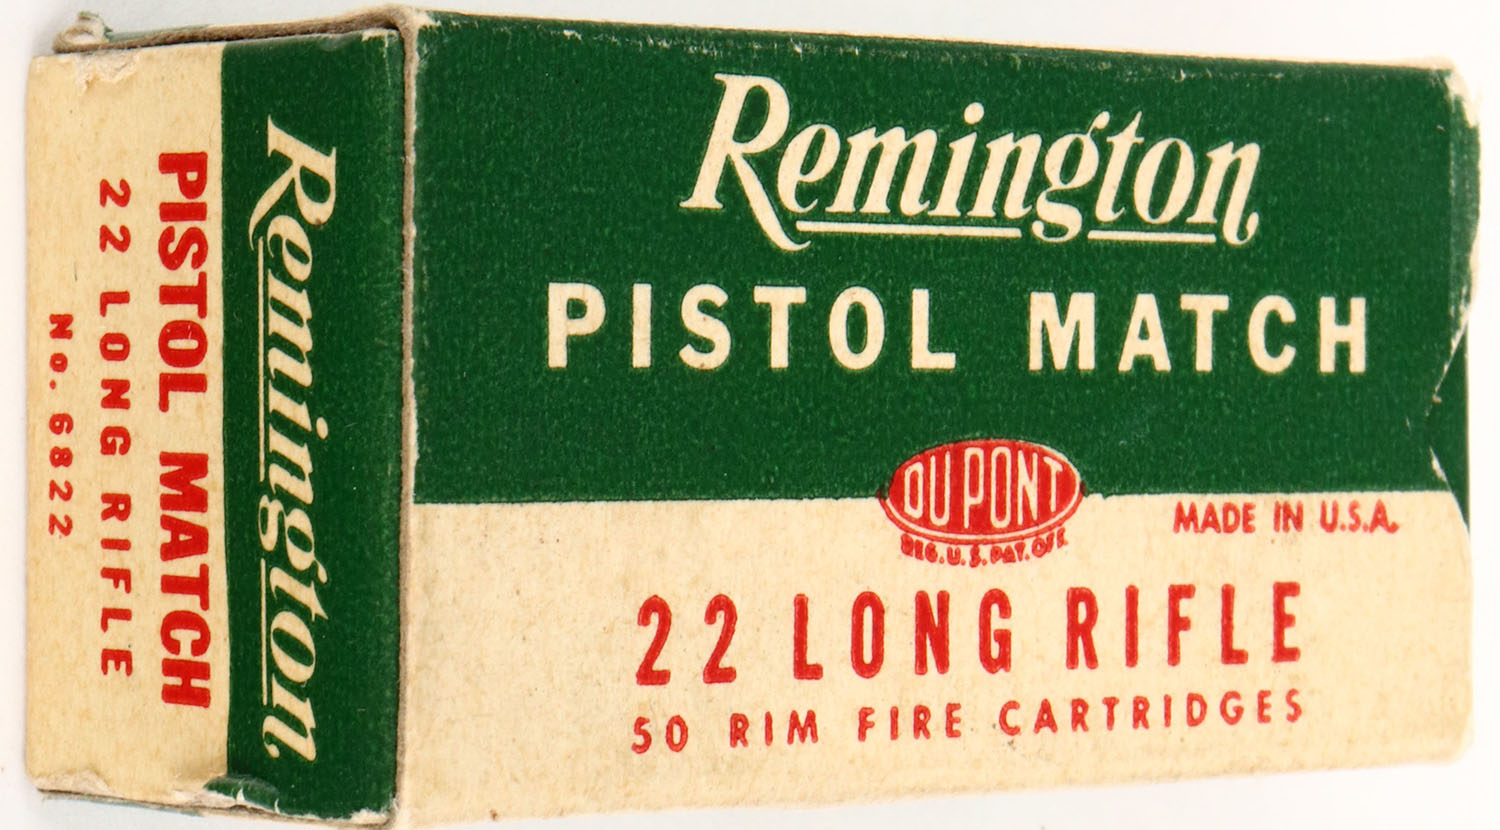 Remington
PISTOL MATCH
DU PONT
REG. U. S. PAT. OFF.
MADE IN U.S.A.
22 LONG RIFLE
50 RIM FIRE CARTRIDGES
Remington
PISTOL MATCH
22 LONG RIFLE
No. 6822